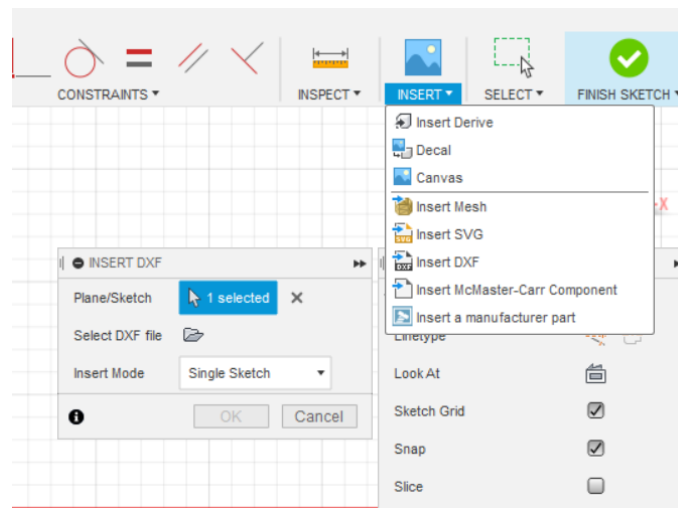 CONSTRAINTS ▾
INSPECT ▾
INSERT ▾
SELECT ▾
FINISH SKETCH
Insert Derive
Decal
Canvas
Insert Mesh
Insert SVG
Insert DXF
Insert McMaster-Carr Component
Insert a manufacturer part
X
INSERT DXF
Plane/Sketch
1 selected
Select DXF file
Insert Mode
Single Sketch
OK
Cancel
Linetype
Look At
Sketch Grid
Snap
Slice